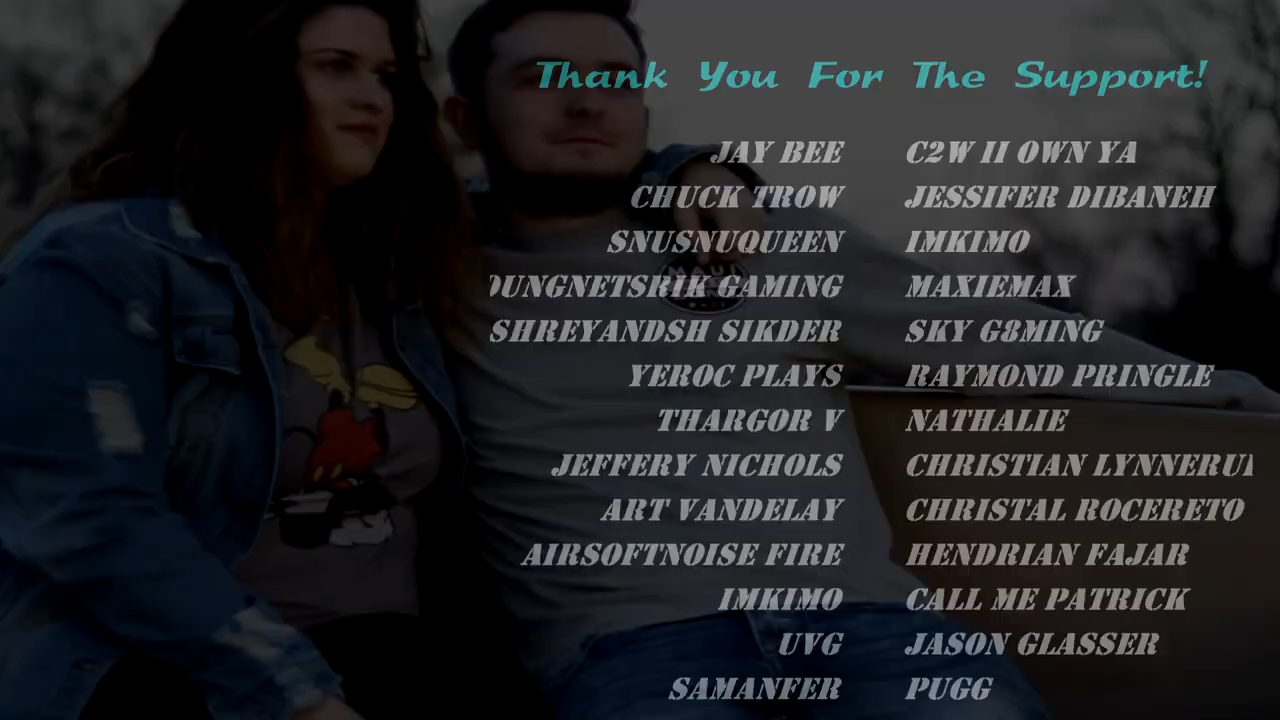 Thank You For The Support!
JAY BEE C2W II OWN YA
CHUCK TROW JESSIFER DIBANEH
SNUSNUQUEEN IMKIMO
GAMING MAXIEMAX
SHREYANDSH SIKDER SKY G8MING
YEROC PLAYS RAYMOND PRINGLE
THARGOR V NATHALIE
JEFFERY NICHOLS CHRISTIAN
ART VANDELAY CHRISTAL ROCERETO
AIRSOFTNOISE FIRE HENDRIAN FAJAR
IMKIMO CALL ME PATRICK
UVG JASON GLASSER
SAMANFER PUGG